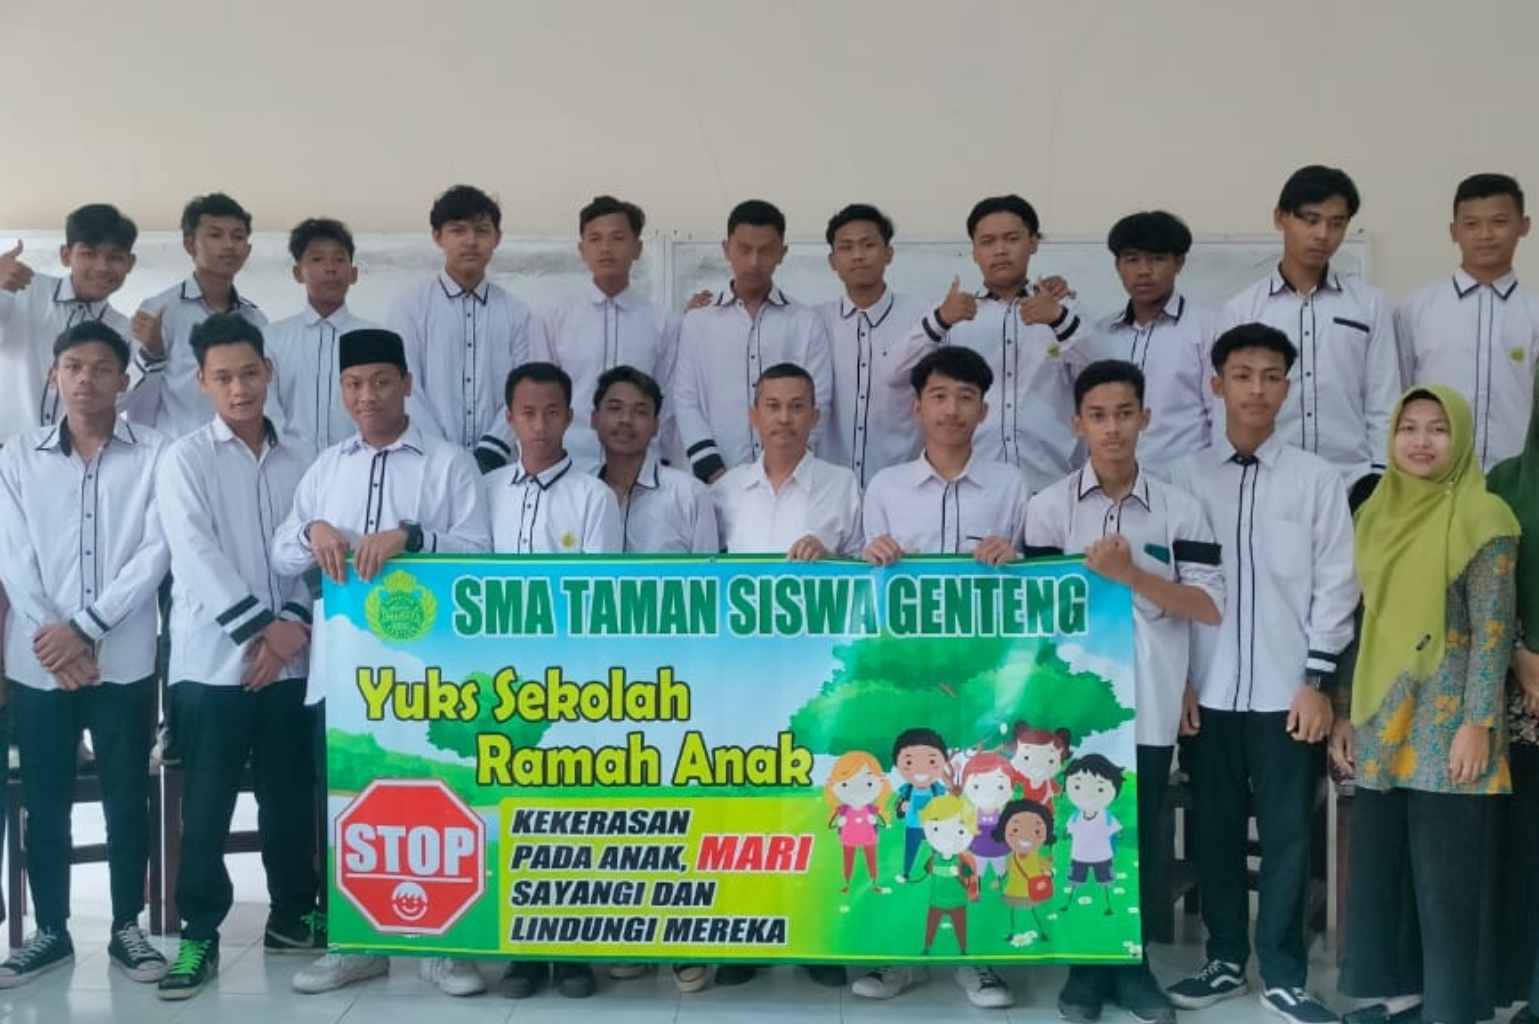 SMA TAMAN SISWA GENTENG
Yuks Sekolah
Ramah Anak
STOP
KEKERASAN
PADA ANAK, MARI
SAYANGI DAN
LINDUNGI MEREKA